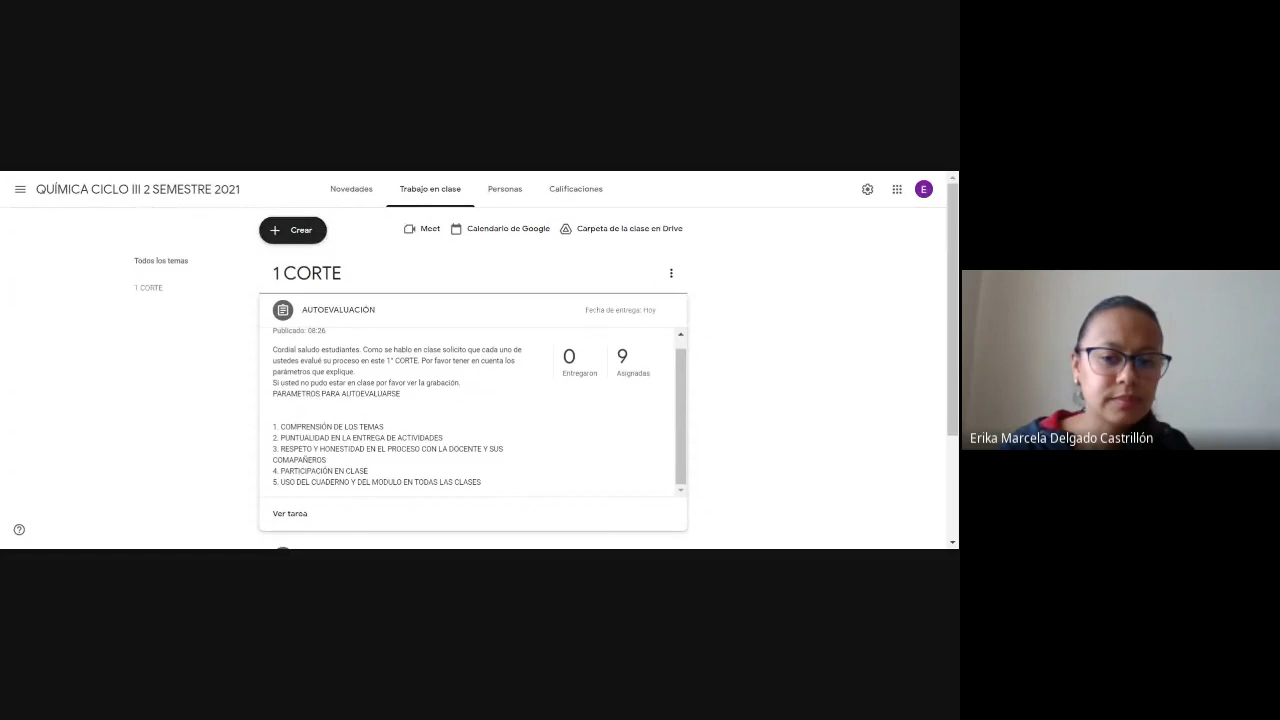 QUÍMICA CICLO III 2 SEMESTRE 2021
Novedades
Trabajo en clase
Personas
Calificaciones
E
Crear
Meet
Calendario de Google
Carpeta de la clase en Drive
Todos los temas
1 CORTE
1 CORTE
AUTOEVALUACIÓN
Fecha de entrega: Hoy
Publicado: 08:26
Cordial saludo estudiantes. Como se hablo en clase solicito que cada uno de
ustedes evalué su proceso en este 1° CORTE. Por favor tener en cuenta los
parámetros que explique.
Si usted no pudo estar en clase por favor ver la grabación.
PARAMETROS PARA AUTOEVALUARSE
0
Entregaron
9
Asignadas
1. COMPRENSIÓN DE LOS TEMAS
2. PUNTUALIDAD EN LA ENTREGA DE ACTIVIDADES
3. RESPETO Y HONESTIDAD EN EL PROCESO CON LA DOCENTE Y SUS
COMAPAÑEROS
4. PARTICIPACIÓN EN CLASE
5. USO DEL CUADERNO Y DEL MODULO EN TODAS LAS CLASES
Ver tarea
Erika Marcela Delgado Castrillón